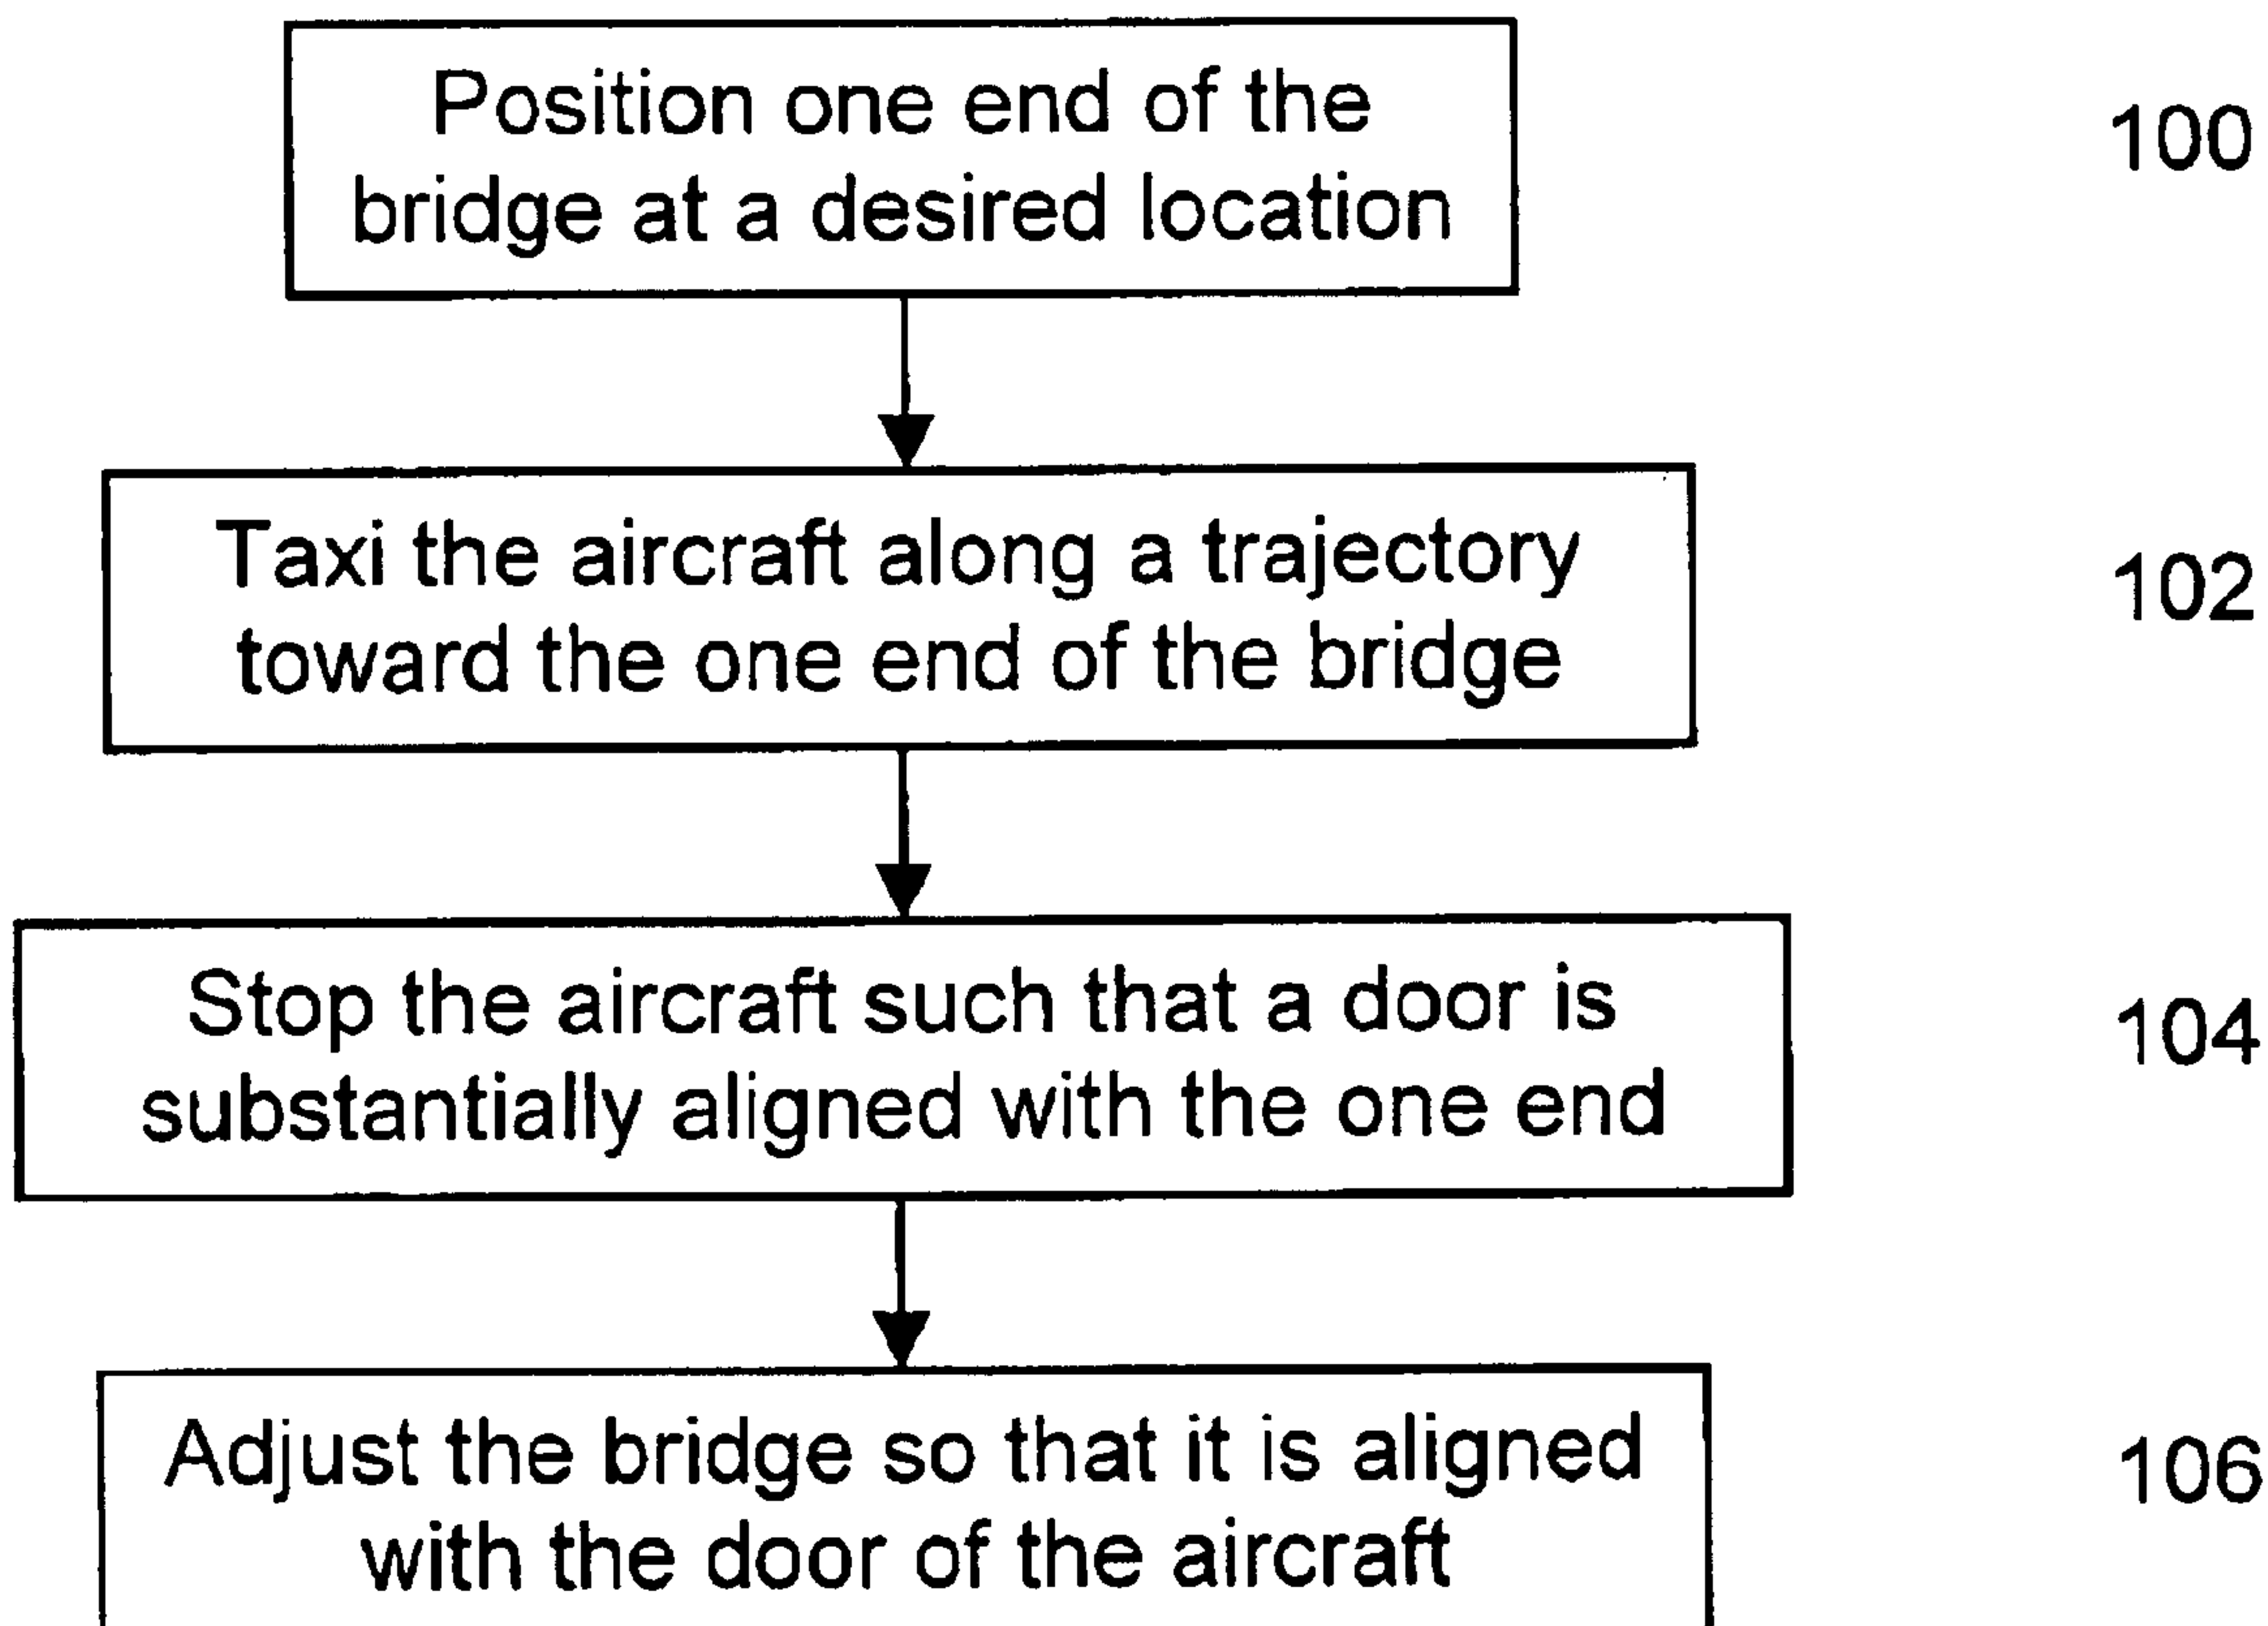 Position one end of the
bridge at a desired location
100
Taxi the aircraft along a trajectory
toward the one end of the bridge
102
Stop the aircraft such that a door is
substantially aligned with the one end
104
Adjust the bridge so that it is aligned
with the door of the aircraft
106